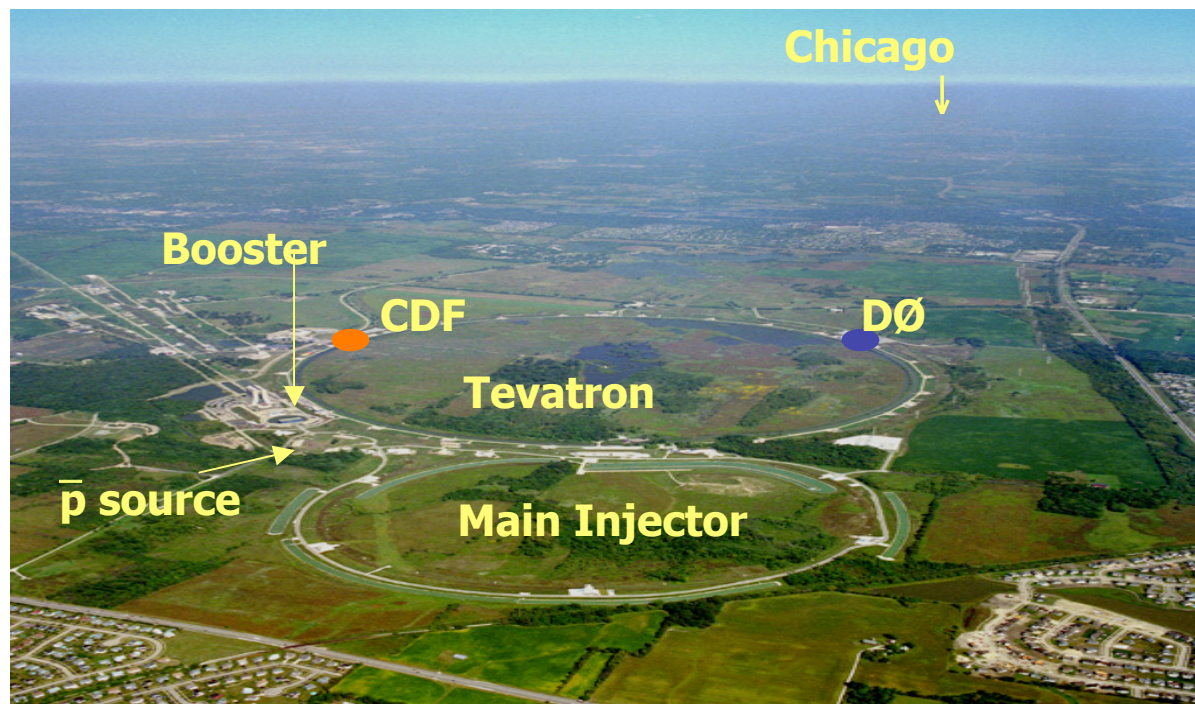 Chicago
Booster
CDF
DØ
Tevatron
p̅ source
Main Injector